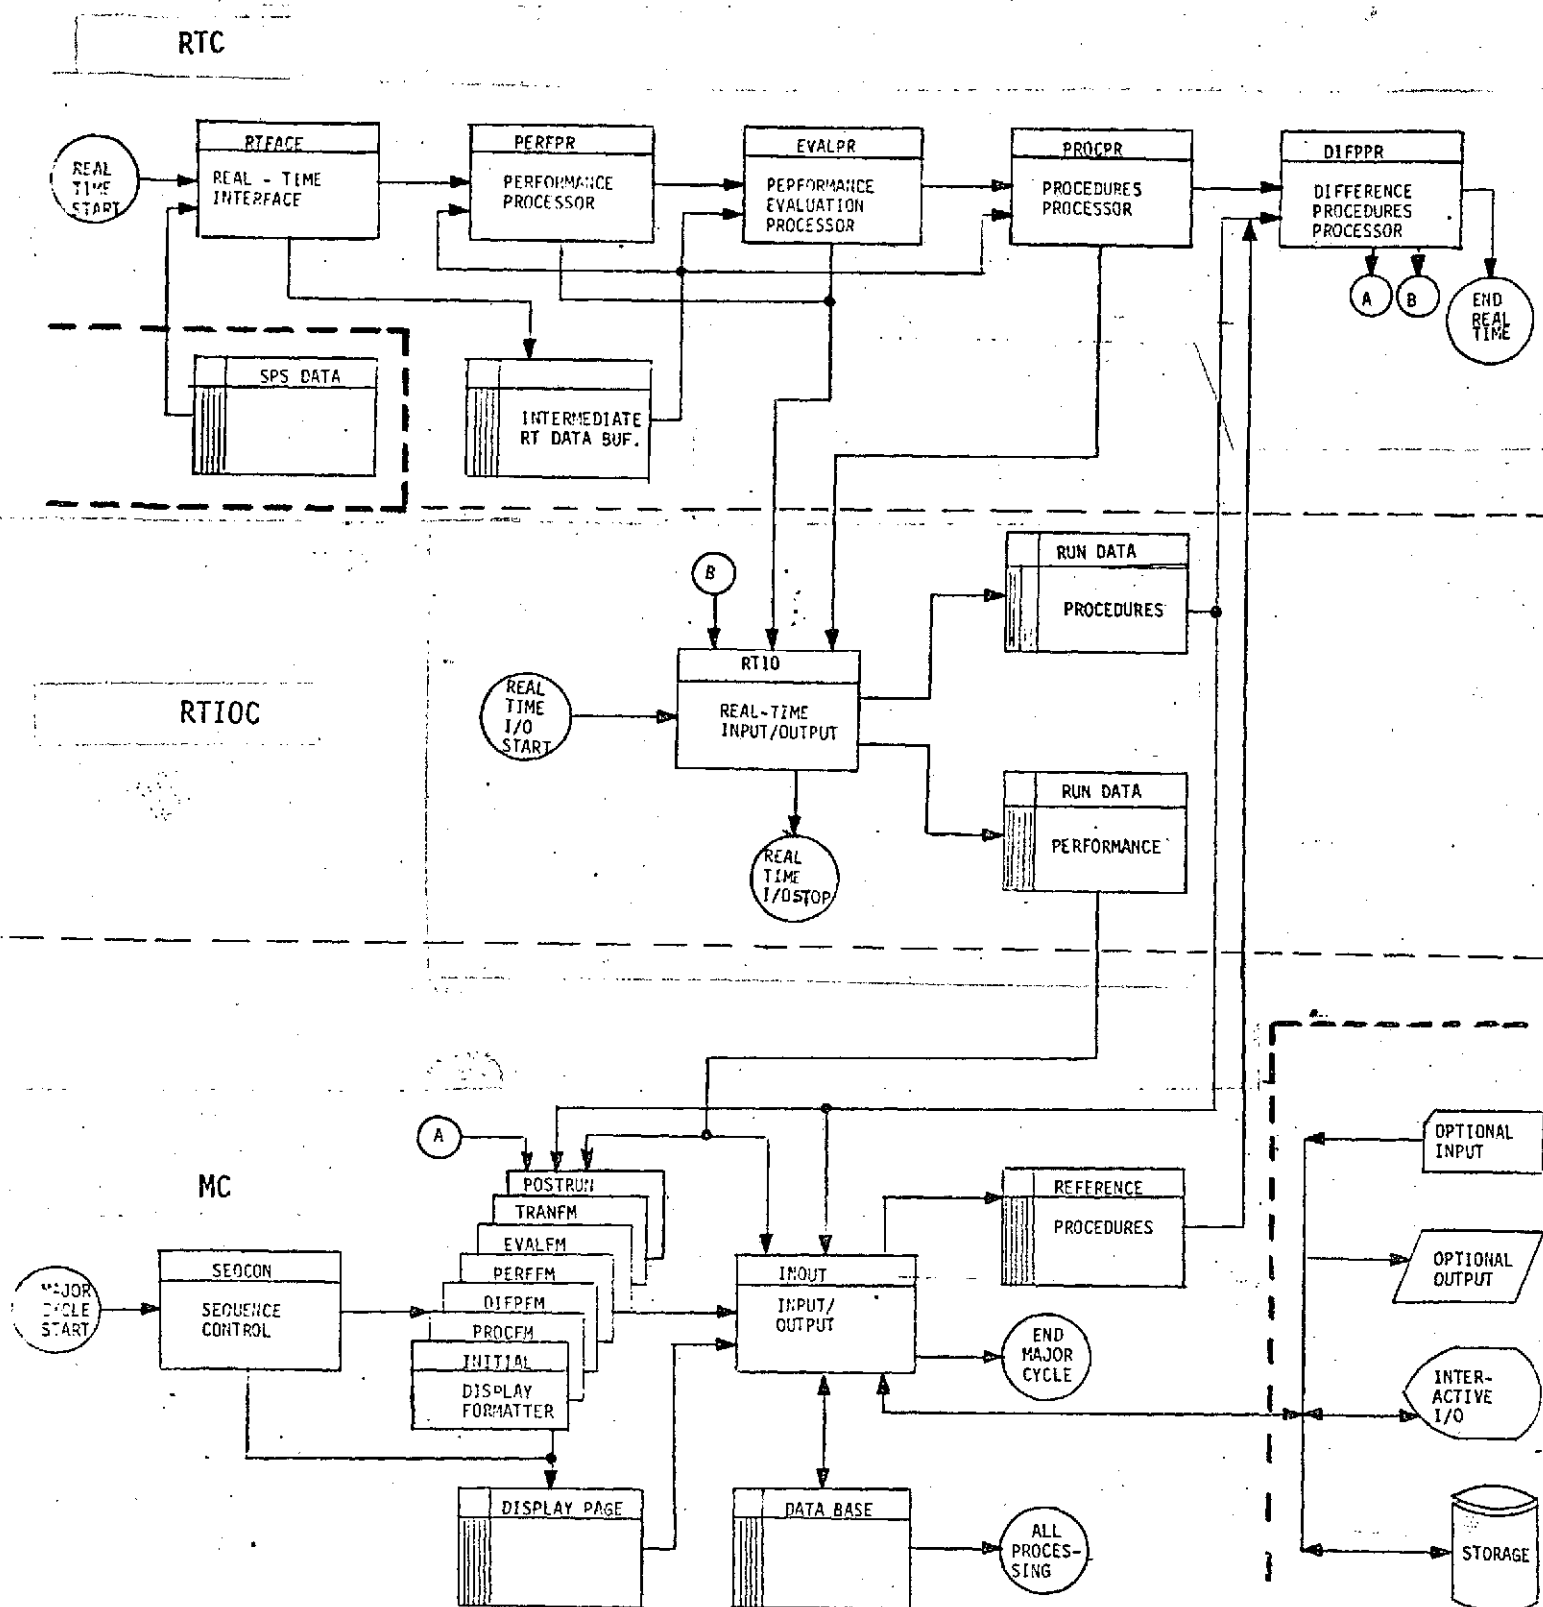 RTC
RTFACE
PERFPR
EVALPR
PROCPR
DIFPPR
REAL
TIME
START
REAL - TIME
INTERFACE
PERFORMANCE
PROCESSOR
PERFORMANCE
EVALUATION
PROCESSOR
PROCEDURES
PROCESSOR
DIFFERENCE
PROCEDURES
PROCESSOR
A
B
END
REAL
TIME
SPS DATA
INTERMEDIATE
RT DATA BUF.
RTIOC
B
RUN DATA
PROCEDURES
RTIO
REAL
TIME
I/O
START
REAL-TIME
INPUT/OUTPUT
RUN DATA
PERFORMANCE
REAL
TIME
I/O STOP
MC
A
POSTRUN
TRANFM
EVALFM
PERFFM
DIFPFM
PROCFM
INITIAL
DISPLAY
FORMATTER
MAJOR
CYCLE
START
SEQCON
SEQUENCE
CONTROL
INOUT
INPUT/
OUTPUT
REFERENCE
PROCEDURES
END
MAJOR
CYCLE
DISPLAY PAGE
DATA BASE
ALL
PROCES-
SING
OPTIONAL
INPUT
OPTIONAL
OUTPUT
INTER-
ACTIVE
I/O
STORAGE